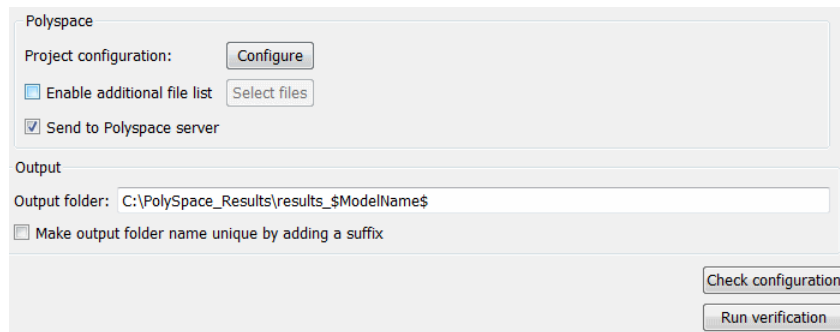 Polyspace
Project configuration: Configure
Enable additional file list Select files
Send to Polyspace server
Output
Output folder: C:\PolySpace_Results\results_$ModelName$
Make output folder name unique by adding a suffix
Check configuration
Run verification